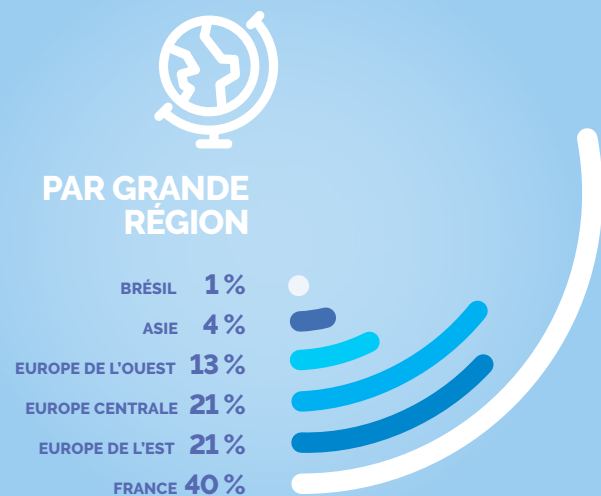 PAR GRANDE
RÉGION
BRÉSIL 1 %
ASIE 4 %
EUROPE DE L'OUEST 13 %
EUROPE CENTRALE 21 %
EUROPE DE L'EST 21 %
FRANCE 40 %